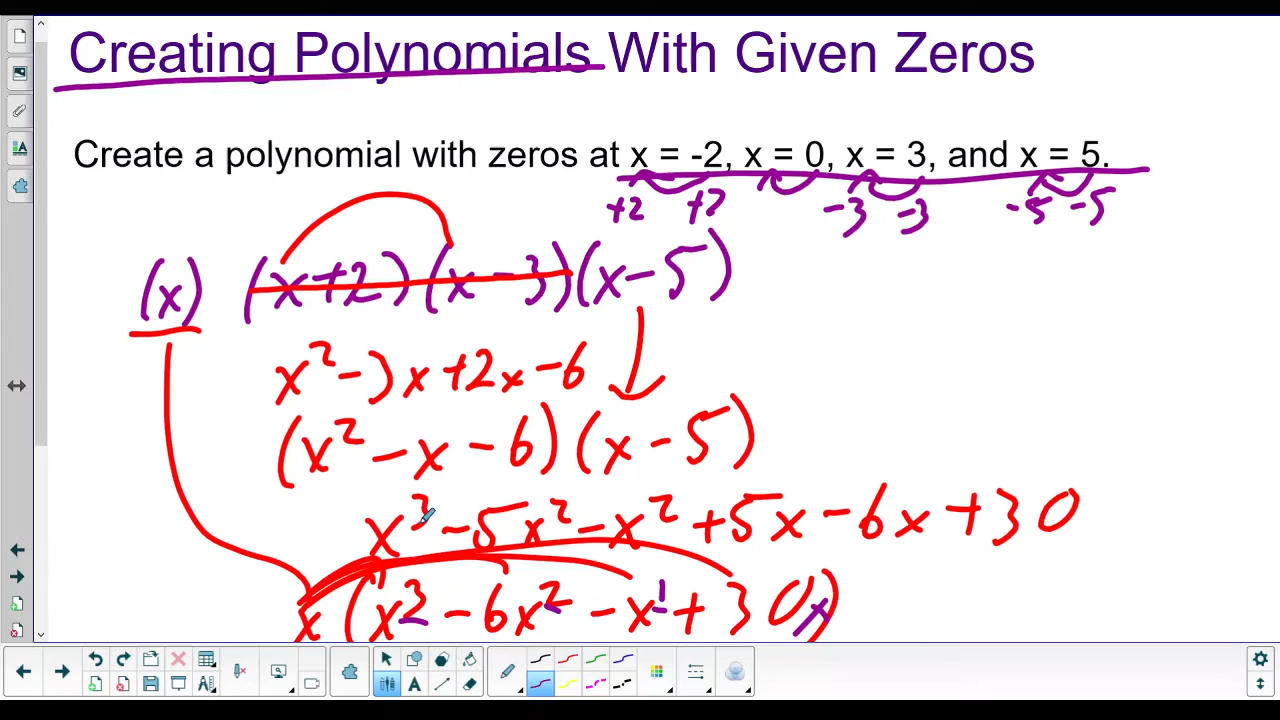 Creating Polynomials With Given Zeros
Create a polynomial with zeros at x = -2, x = 0, x = 3, and x = 5.
+2 +2 -3 -3 -5 -5
(x) (x+2)(x-3)(x-5)
x² - 3x + 2x - 6
(x² - x - 6)(x - 5)
x³ - 5x² - x² + 5x - 6x + 30
x(x³ - 6x² - x¹ + 30)